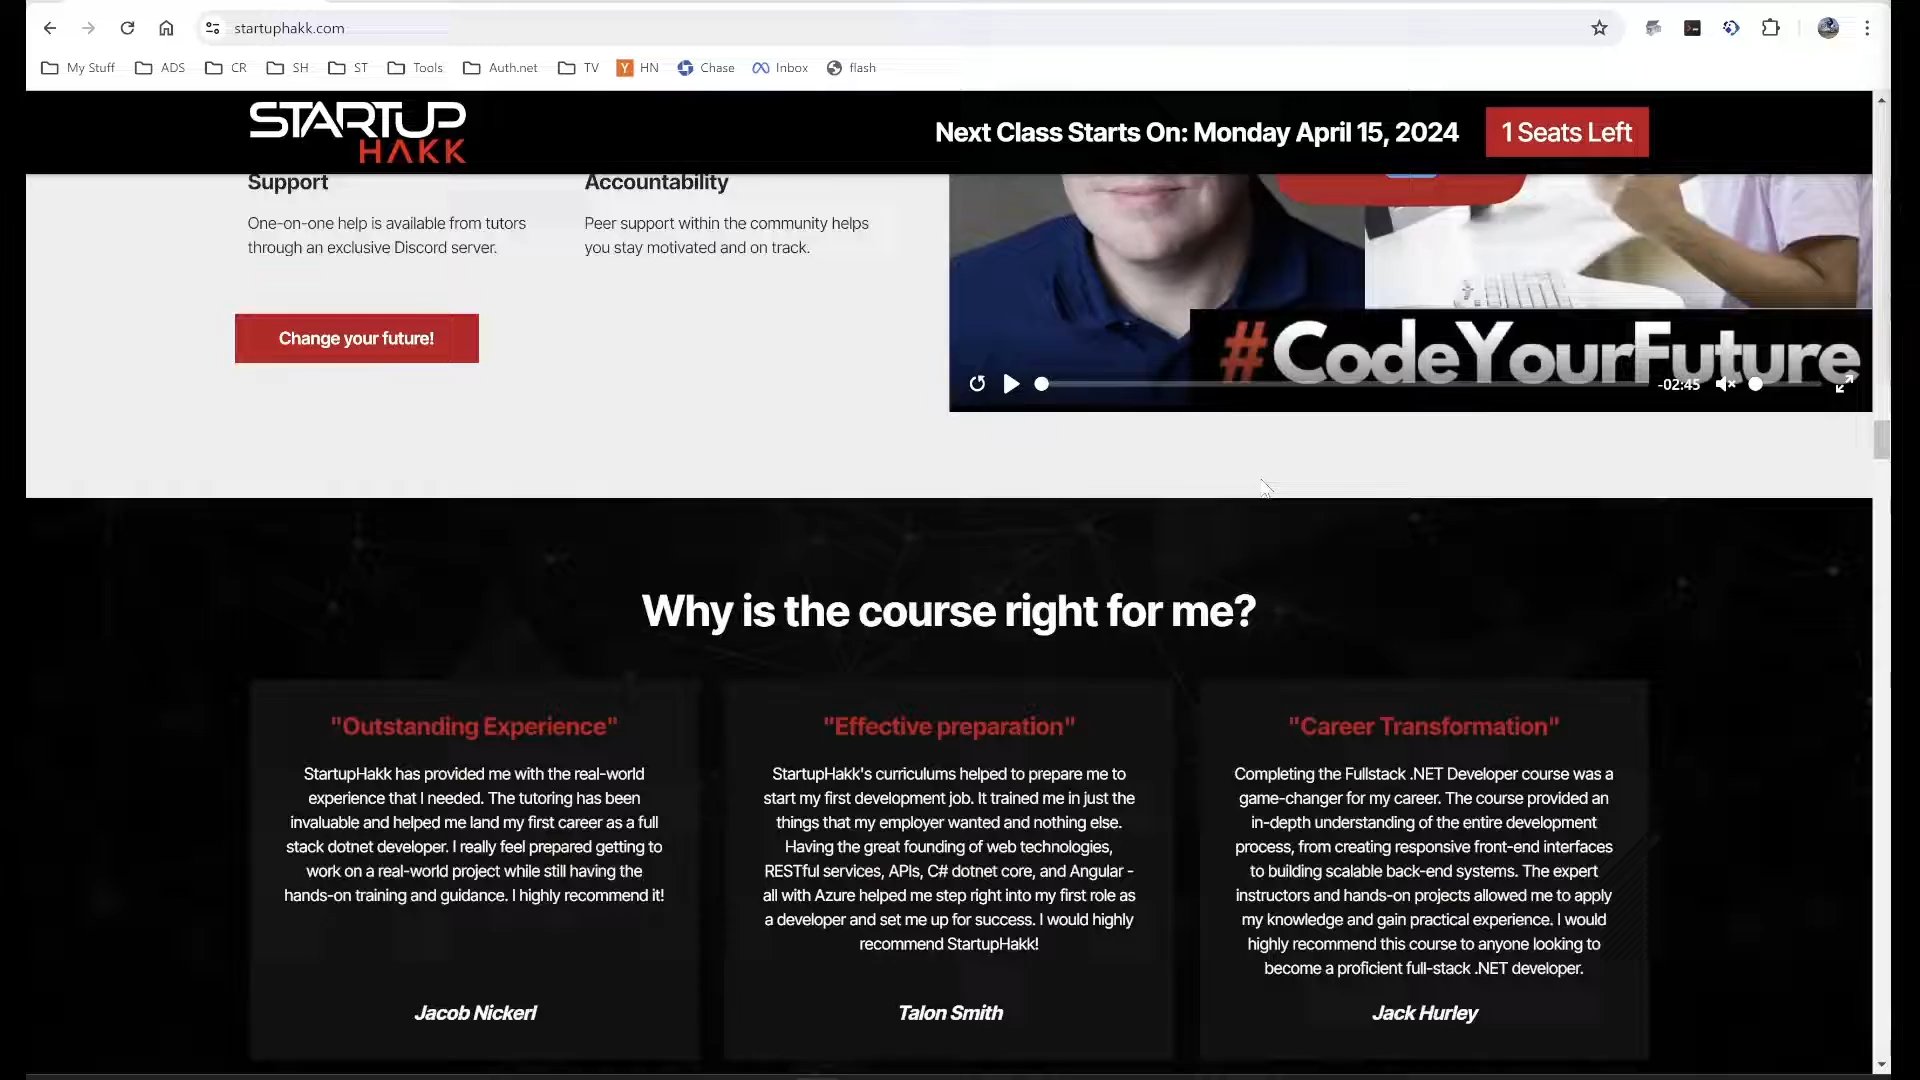 startuphakk.com
My Stuff ADS CR SH ST Tools Auth.net TV HN Chase Inbox flash
STARTUP
HAKK
Next Class Starts On: Monday April 15, 2024
1 Seats Left
Support
One-on-one help is available from tutors
through an exclusive Discord server.
Accountability
Peer support within the community helps
you stay motivated and on track.
Change your future!
#CodeYourFuture
-02:45
Why is the course right for me?
"Outstanding Experience"
StartupHakk has provided me with the real-world
experience that I needed. The tutoring has been
invaluable and helped me land my first career as a full
stack dotnet developer. I really feel prepared getting to
work on a real-world project while still having the
hands-on training and guidance. I highly recommend it!
Jacob Nickerl
"Effective preparation"
StartupHakk's curriculums helped to prepare me to
start my first development job. It trained me in just the
things that my employer wanted and nothing else.
Having the great founding of web technologies,
RESTful services, APIs, C# dotnet core, and Angular -
all with Azure helped me step right into my first role as
a developer and set me up for success. I would highly
recommend StartupHakk!
Talon Smith
"Career Transformation"
Completing the Fullstack .NET Developer course was a
game-changer for my career. The course provided an
in-depth understanding of the entire development
process, from creating responsive front-end interfaces
to building scalable back-end systems. The expert
instructors and hands-on projects allowed me to apply
my knowledge and gain practical experience. I would
highly recommend this course to anyone looking to
become a proficient full-stack .NET developer.
Jack Hurley